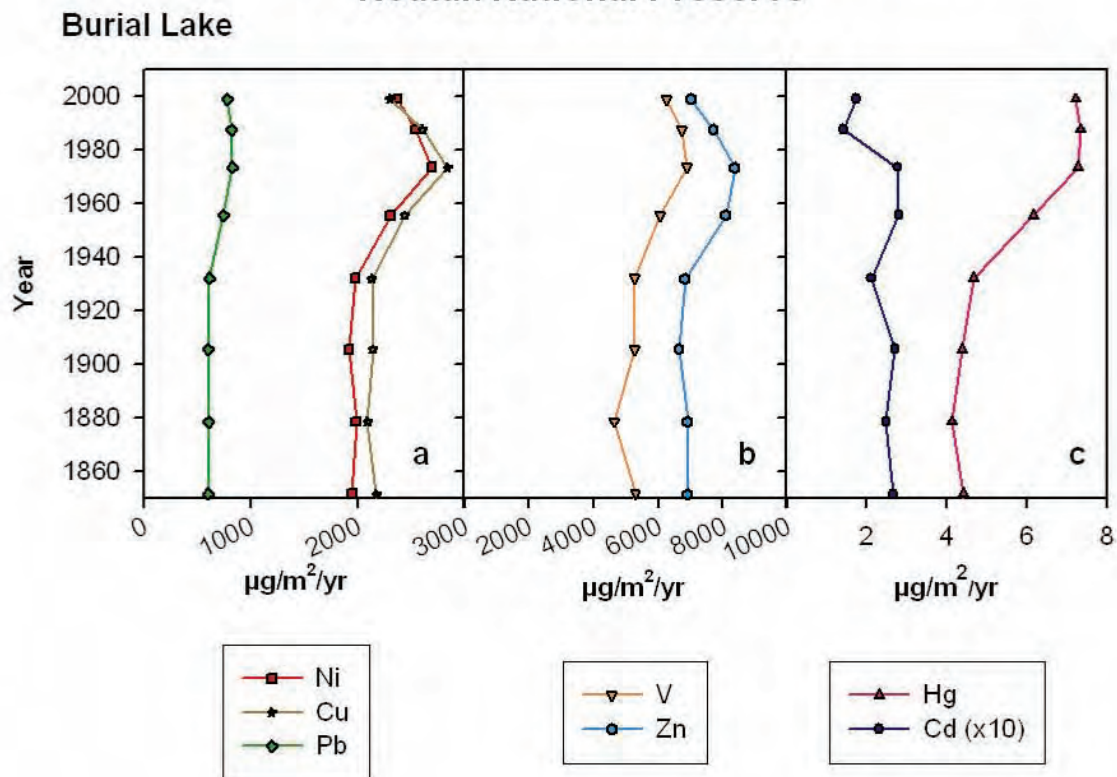 Burial Lake
Year
2000
1980
1960
1940
1920
1900
1880
1860
a
b
c
0
1000
2000
3000
2000
4000
6000
8000
10000
2
4
6
8
µg/m²/yr
µg/m²/yr
µg/m²/yr
Ni
Cu
Pb
V
Zn
Hg
Cd (x10)